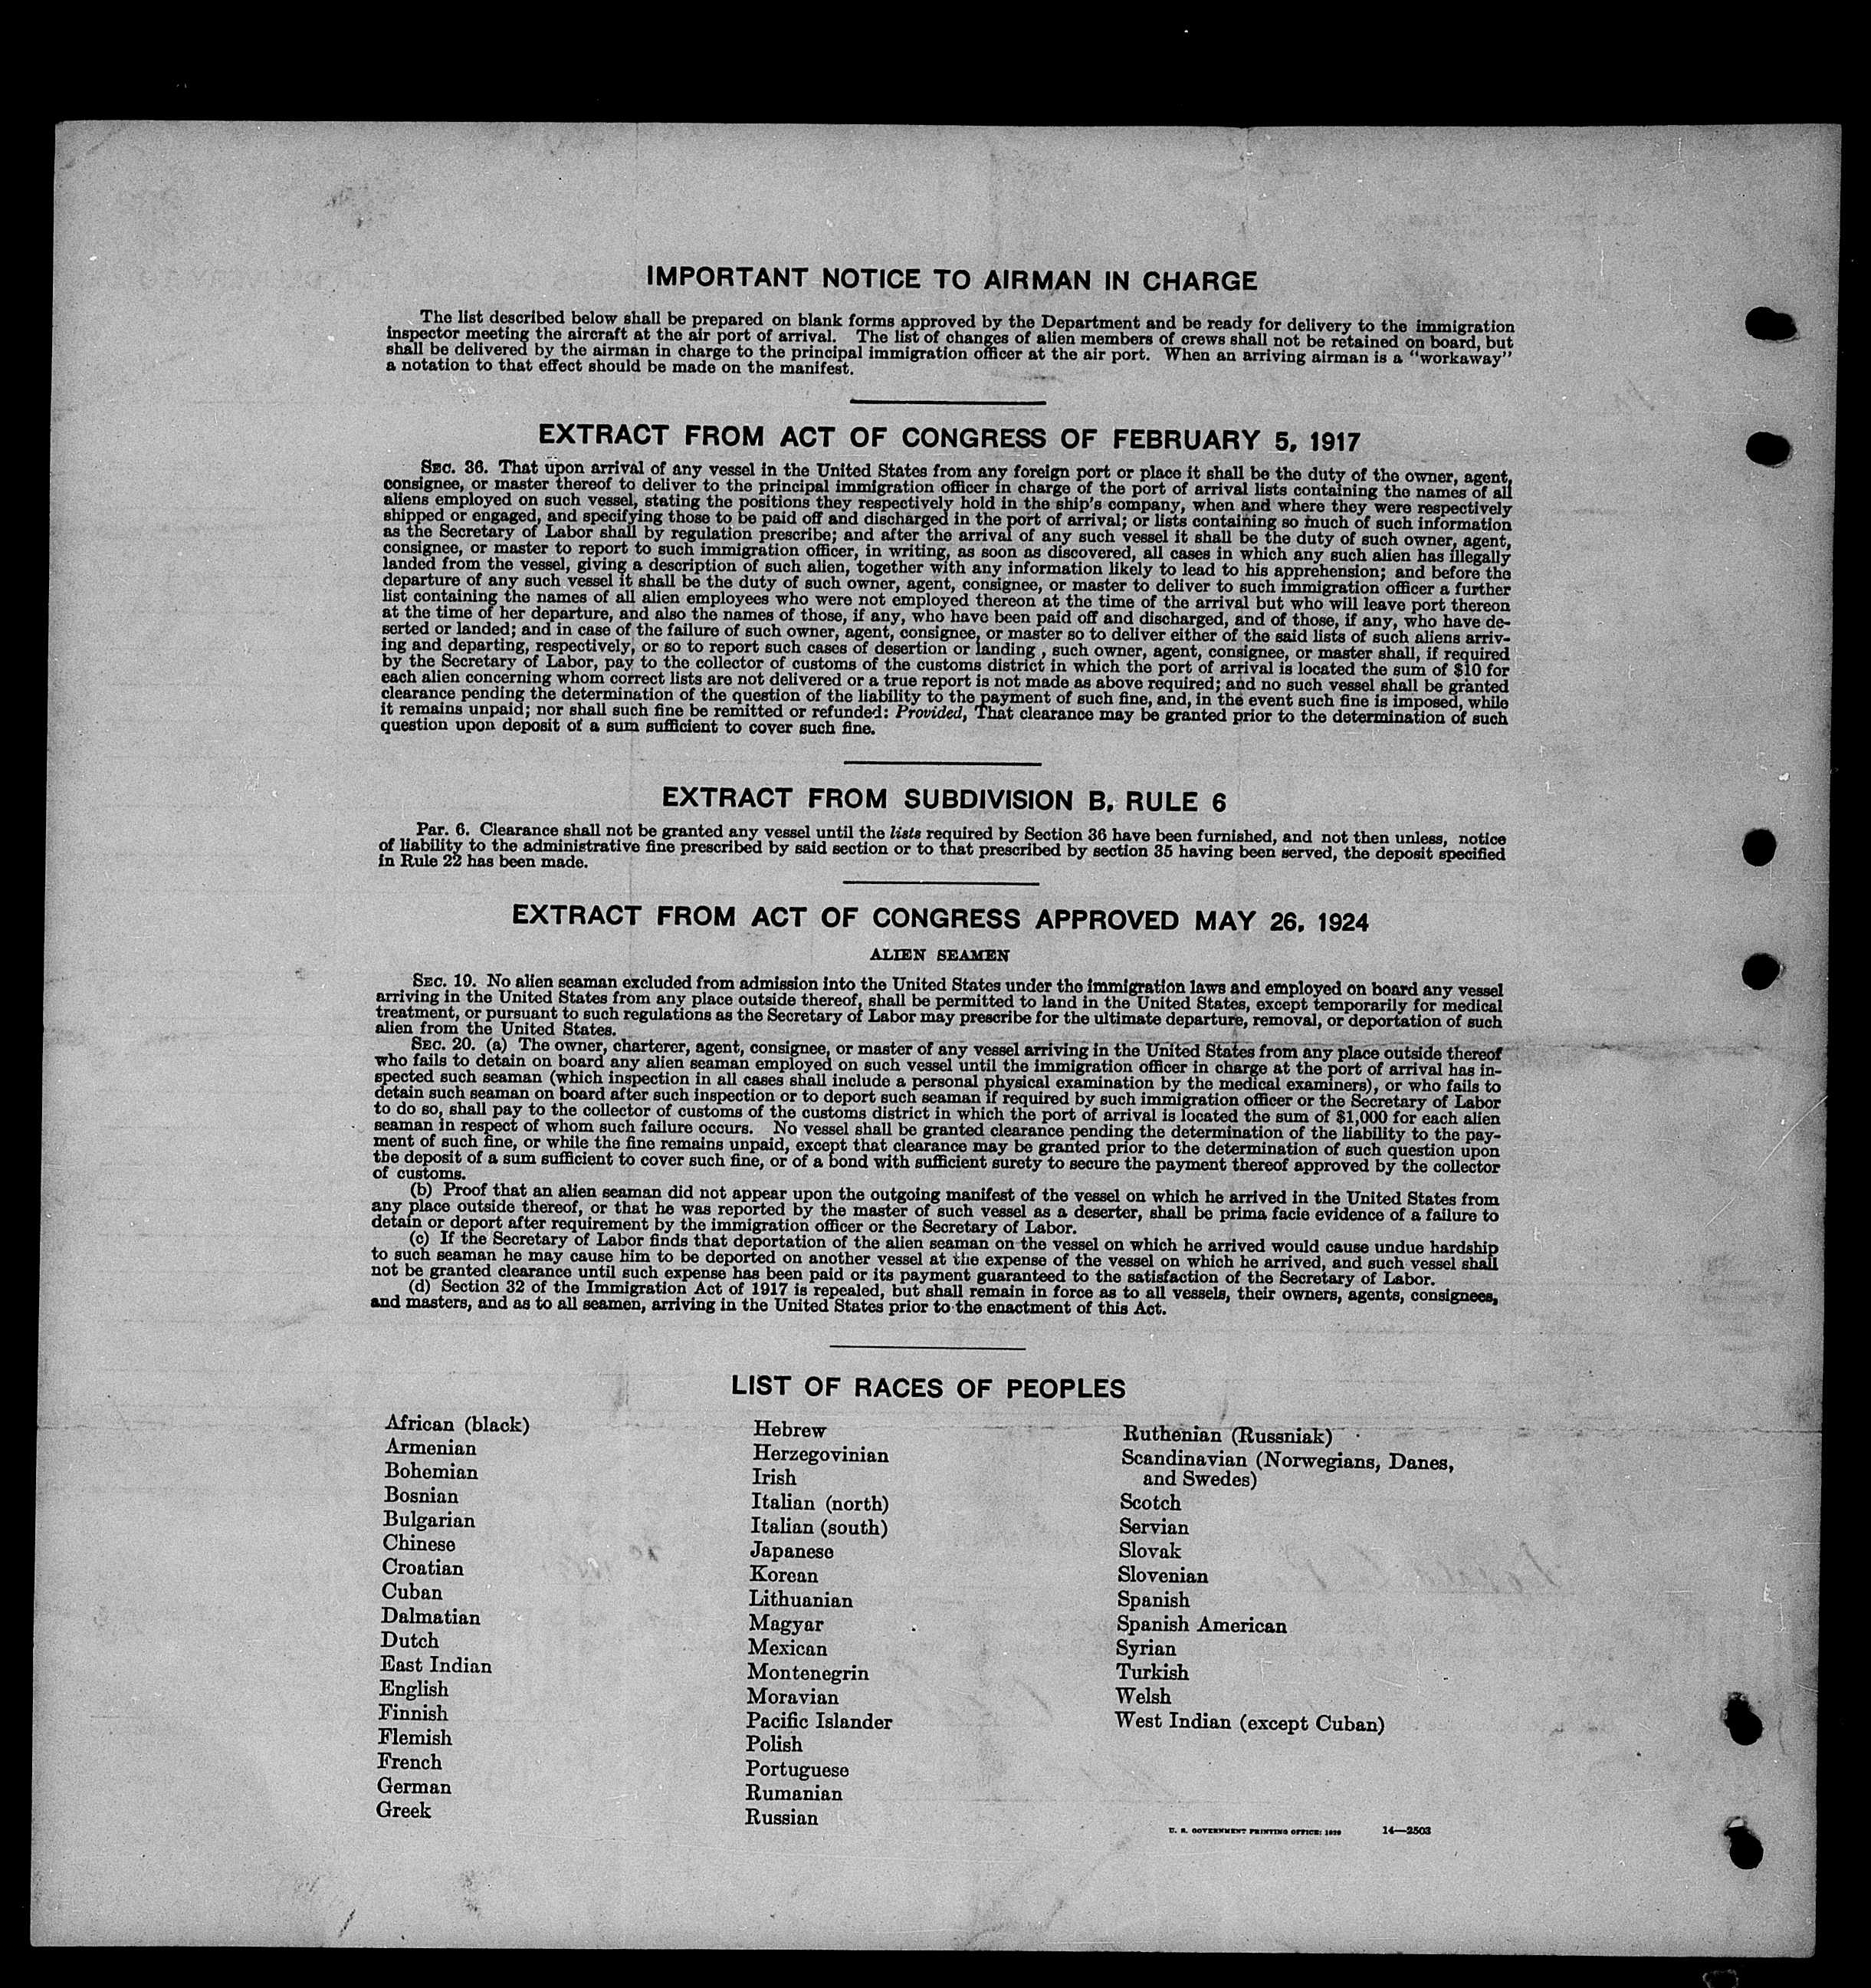 IMPORTANT NOTICE TO AIRMAN IN CHARGE
The list described below shall be prepared on blank forms approved by the Department and be ready for delivery to the immigration
inspector meeting the aircraft at the air port of arrival. The list of changes of alien members of crews shall not be retained on board, but
shall be delivered by the airman in charge to the principal immigration officer at the air port. When an arriving airman is a "workaway"
a notation to that effect should be made on the manifest.
EXTRACT FROM ACT OF CONGRESS OF FEBRUARY 5, 1917
SEC. 36. That upon arrival of any vessel in the United States from any foreign port or place it shall be the duty of the owner, agent,
consignee, or master thereof to deliver to the principal immigration officer in charge of the port of arrival lists containing the names of all
aliens employed on such vessel, stating the positions they respectively hold in the ship's company, when and where they were respectively
shipped or engaged, and specifying those to be paid off and discharged in the port of arrival; or lists containing so much of such information
as the Secretary of Labor shall by regulation prescribe; and after the arrival of any such vessel it shall be the duty of such owner, agent,
consignee, or master to report to such immigration officer, in writing, as soon as discovered, all cases in which any such alien has illegally
landed from the vessel, giving a description of such alien, together with any information likely to lead to his apprehension; and before the
departure of any such vessel it shall be the duty of such owner, agent, consignee, or master to deliver to such immigration officer a further
list containing the names of all alien employees who were not employed thereon at the time of the arrival but who will leave port thereon
at the time of her departure, and also the names of those, if any, who have been paid off and discharged, and of those, if any, who have de-
serted or landed; and in case of the failure of such owner, agent, consignee, or master so to deliver either of the said lists of such aliens arriv-
ing and departing, respectively, or so to report such cases of desertion or landing , such owner, agent, consignee, or master shall, if required
by the Secretary of Labor, pay to the collector of customs of the customs district in which the port of arrival is located the sum of $10 for
each alien concerning whom correct lists are not delivered or a true report is not made as above required; and no such vessel shall be granted
clearance pending the determination of the question of the liability to the payment of such fine, and, in the event such fine is imposed, while
it remains unpaid; nor shall such fine be remitted or refunded: Provided, That clearance may be granted prior to the determination of such
question upon deposit of a sum sufficient to cover such fine.
EXTRACT FROM SUBDIVISION B, RULE 6
Par. 6. Clearance shall not be granted any vessel until the lists required by Section 36 have been furnished, and not then unless, notice
of liability to the administrative fine prescribed by said section or to that prescribed by section 35 having been served, the deposit specified
in Rule 22 has been made.
EXTRACT FROM ACT OF CONGRESS APPROVED MAY 26, 1924
ALIEN SEAMEN
SEC. 19. No alien seaman excluded from admission into the United States under the immigration laws and employed on board any vessel
arriving in the United States from any place outside thereof, shall be permitted to land in the United States, except temporarily for medical
treatment, or pursuant to such regulations as the Secretary of Labor may prescribe for the ultimate departure, removal, or deportation of such
alien from the United States.
SEC. 20. (a) The owner, charterer, agent, consignee, or master of any vessel arriving in the United States from any place outside thereof
who fails to detain on board any alien seaman employed on such vessel until the immigration officer in charge at the port of arrival has in-
spected such seaman (which inspection in all cases shall include a personal physical examination by the medical examiners), or who fails to
detain such seaman on board after such inspection or to deport such seaman if required by such immigration officer or the Secretary of Labor
to do so, shall pay to the collector of customs of the customs district in which the port of arrival is located the sum of $1,000 for each alien
seaman in respect of whom such failure occurs. No vessel shall be granted clearance pending the determination of the liability to the pay-
ment of such fine, or while the fine remains unpaid, except that clearance may be granted prior to the determination of such question upon
the deposit of a sum sufficient to cover such fine, or of a bond with sufficient surety to secure the payment thereof approved by the collector
of customs.
(b) Proof that an alien seaman did not appear upon the outgoing manifest of the vessel on which he arrived in the United States from
any place outside thereof, or that he was reported by the master of such vessel as a deserter, shall be prima facie evidence of a failure to
detain or deport after requirement by the immigration officer or the Secretary of Labor.
(c) If the Secretary of Labor finds that deportation of the alien seaman on the vessel on which he arrived would cause undue hardship
to such seaman he may cause him to be deported on another vessel at the expense of the vessel on which he arrived, and such vessel shall
not be granted clearance until such expense has been paid or its payment guaranteed to the satisfaction of the Secretary of Labor.
(d) Section 32 of the Immigration Act of 1917 is repealed, but shall remain in force as to all vessels, their owners, agents, consignees,
and masters, and as to all seamen, arriving in the United States prior to the enactment of this Act.
LIST OF RACES OF PEOPLES
African (black)
Armenian
Bohemian
Bosnian
Bulgarian
Chinese
Croatian
Cuban
Dalmatian
Dutch
East Indian
English
Finnish
Flemish
French
German
Greek
Hebrew
Herzegovinian
Irish
Italian (north)
Italian (south)
Japanese
Korean
Lithuanian
Magyar
Mexican
Montenegrin
Moravian
Pacific Islander
Polish
Portuguese
Rumanian
Russian
Ruthenian (Russniak)
Scandinavian (Norwegians, Danes,
and Swedes)
Scotch
Servian
Slovak
Slovenian
Spanish
Spanish American
Syrian
Turkish
Welsh
West Indian (except Cuban)
U. S. GOVERNMENT PRINTING OFFICE: 1929 14—2503